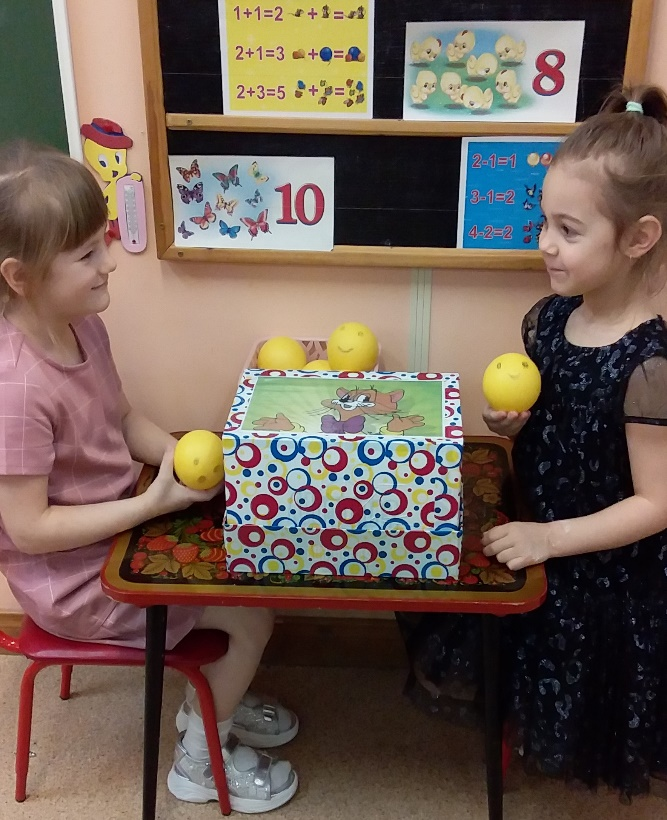 1+1=2 + =
2+1=3 + =
2+3=5 + =
8
10
2-1=1
3-1=2
4-2=2